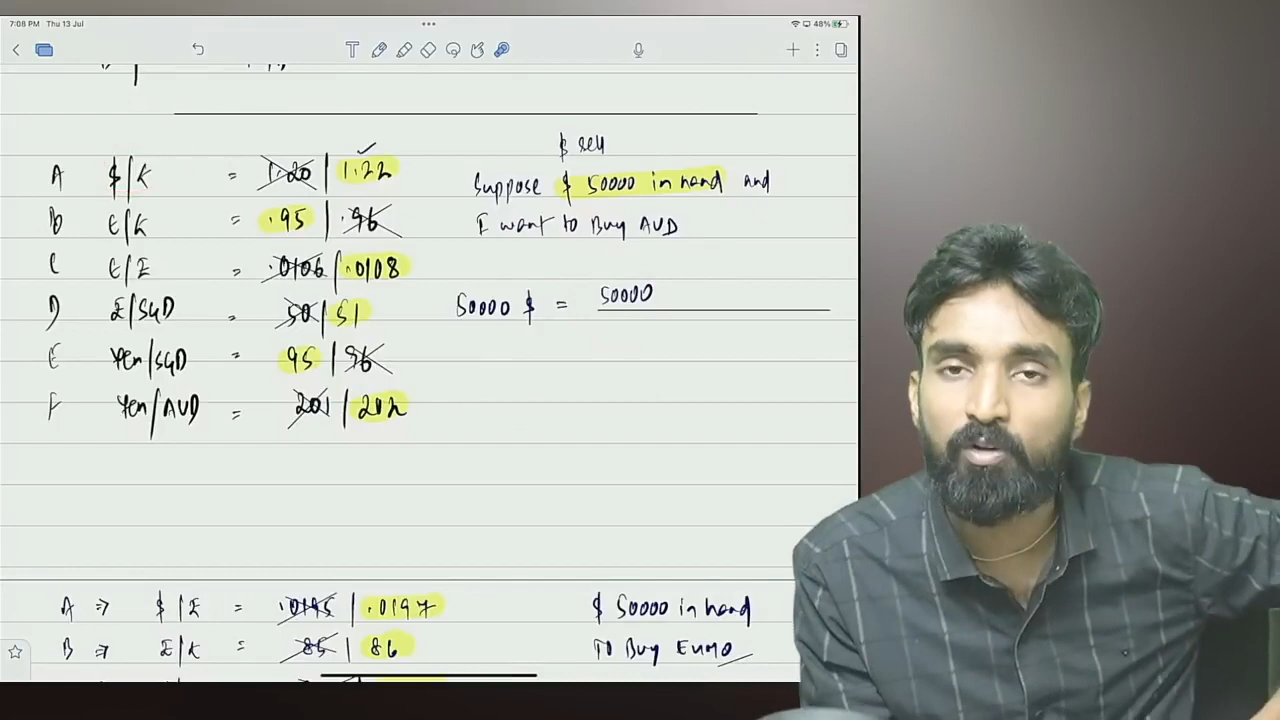 7:08 PM Thu 13 Jul
48%
$ sell
A $/K = 1.20 | 1.22
Suppose $ 50000 in hand and
B E/K = .95 | .96
I want to Buy AUD
C E/I = .0106 | .0108
D I/SGD = 50 | 51
50000 $ = 50000
E Yen/SGD = 95 | 96
F Yen/AUD = 201 | 202
A ⇒ $/I = .0195 | .0197
$ 50000 in hand
B ⇒ I/K = 85 | 86
To Buy EURO